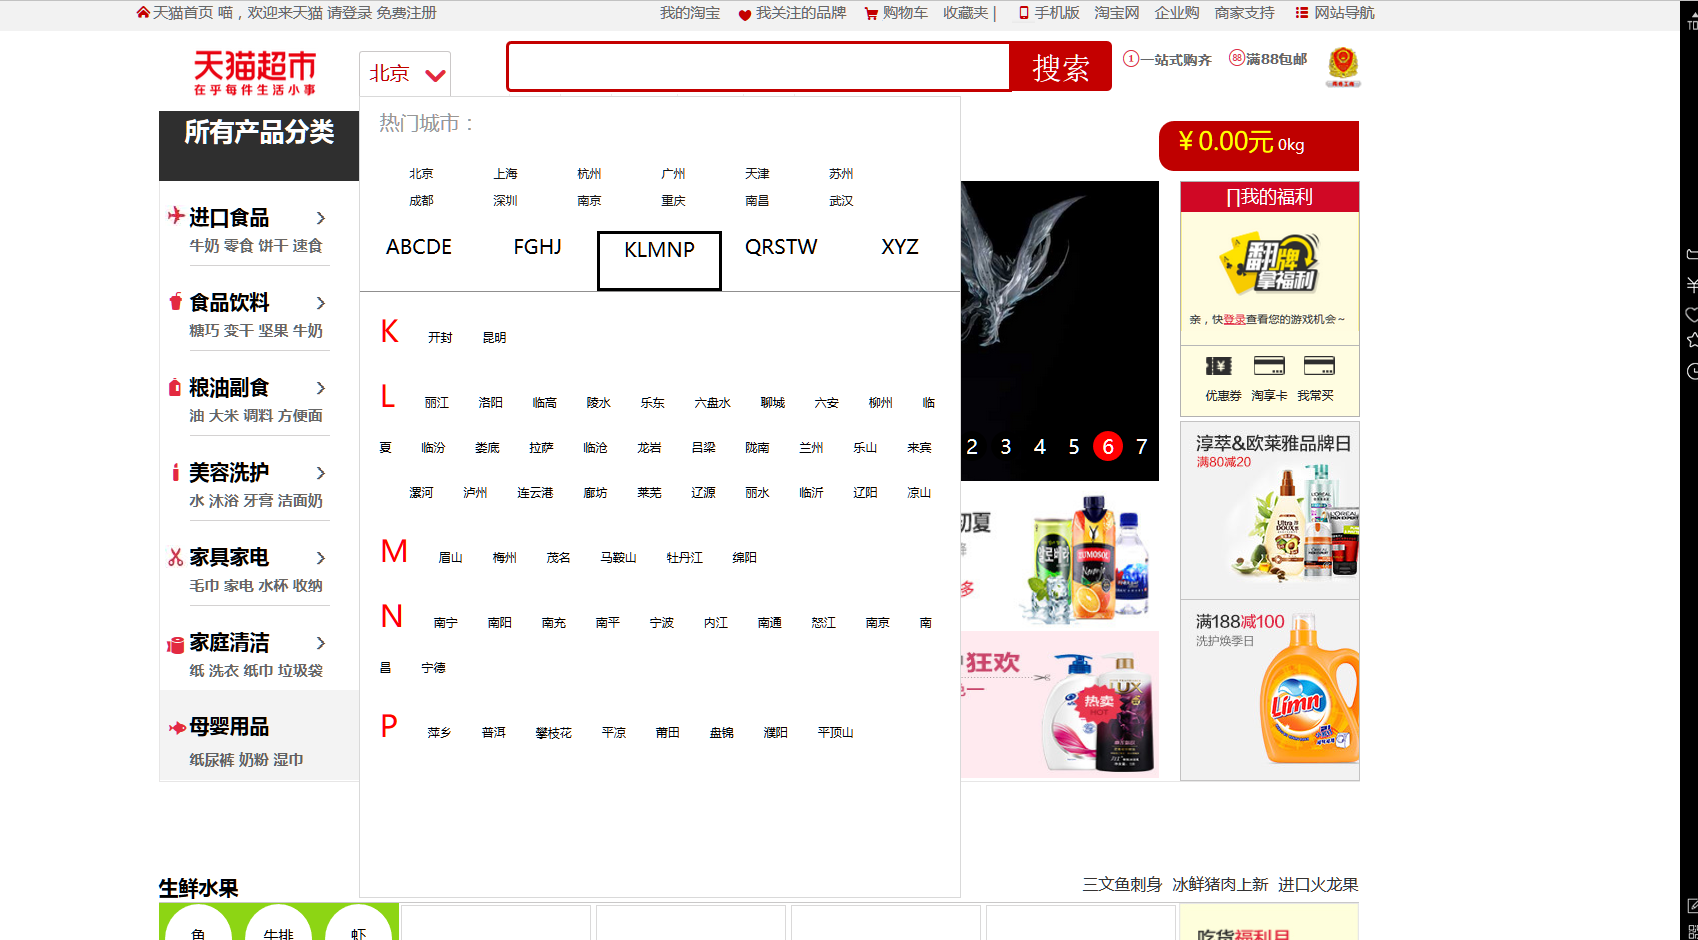 天猫首页 喵，欢迎来天猫 请登录 免费注册
我的淘宝 我关注的品牌 购物车 收藏夹 | 手机版 淘宝网 企业购 商家支持 网站导航
天猫超市
在乎每件生活小事
北京
搜索
1 一站式购齐 88 满88包邮
所有产品分类
热门城市：
¥ 0.00元 0kg
北京 上海 杭州 广州 天津 苏州
成都 深圳 南京 重庆 南昌 武汉
ABCDE FGHJ KLMNP QRSTW XYZ
K 开封 昆明
L 丽江 洛阳 临高 陵水 乐东 六盘水 聊城 六安 柳州 临
夏 临汾 娄底 拉萨 临沧 龙岩 吕梁 陇南 兰州 乐山 来宾
漯河 泸州 连云港 廊坊 莱芜 辽源 丽水 临沂 辽阳 凉山
M 眉山 梅州 茂名 马鞍山 牡丹江 绵阳
N 南宁 南阳 南充 南平 宁波 内江 南通 怒江 南京 南
昌 宁德
P 萍乡 普洱 攀枝花 平凉 莆田 盘锦 濮阳 平顶山
进口食品
牛奶 零食 饼干 速食
食品饮料
糖巧 变干 坚果 牛奶
粮油副食
油 大米 调料 方便面
美容洗护
水 沐浴 牙膏 洁面奶
家具家电
毛巾 家电 水杯 收纳
家庭清洁
纸 洗衣 纸巾 垃圾袋
母婴用品
纸尿裤 奶粉 湿巾
2 3 4 5 6 7
初夏
多
狂欢
热卖
HOT
LUX
∏我的福利
翻牌
拿福利
亲，快登录查看您的游戏机会~
优惠券 淘享卡 我常买
淳萃&欧莱雅品牌日
满80减20
Ultra
DOUX
L'OREAL
MEN EXPERT
满188减100
洗护焕季日
Limn
生鲜水果
三文鱼刺身 冰鲜猪肉上新 进口火龙果
鱼 牛排 虾
吃货福利日